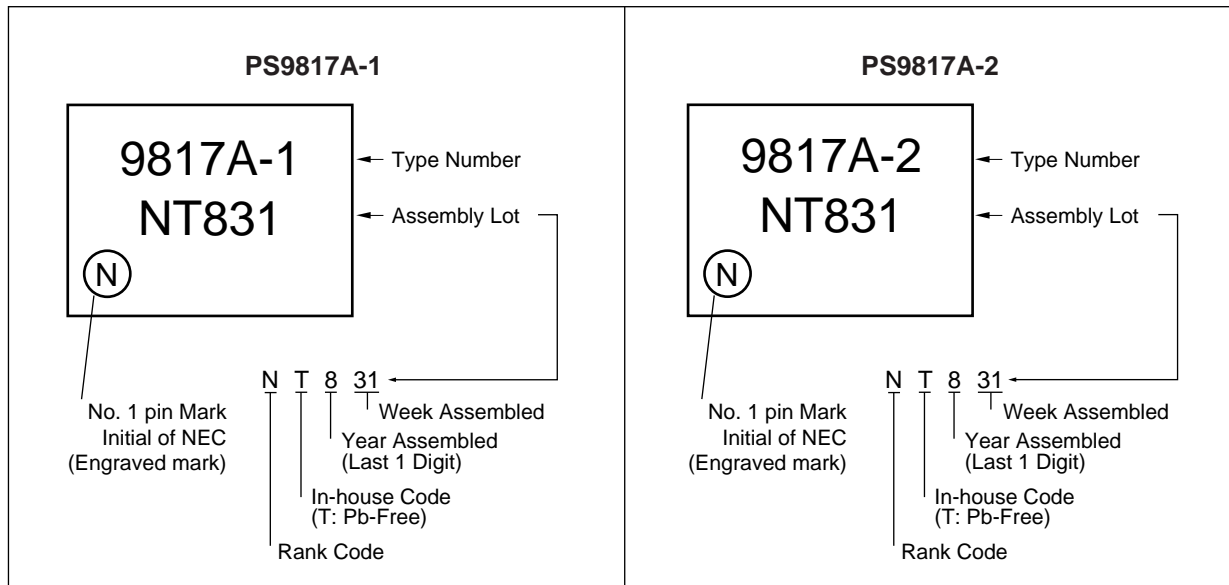 PS9817A-1
9817A-1
NT831
N
Type Number
Assembly Lot
N T 8 31
No. 1 pin Mark
Initial of NEC
(Engraved mark)
Week Assembled
Year Assembled
(Last 1 Digit)
In-house Code
(T: Pb-Free)
Rank Code
PS9817A-2
9817A-2
NT831
N
Type Number
Assembly Lot
N T 8 31
No. 1 pin Mark
Initial of NEC
(Engraved mark)
Week Assembled
Year Assembled
(Last 1 Digit)
In-house Code
(T: Pb-Free)
Rank Code